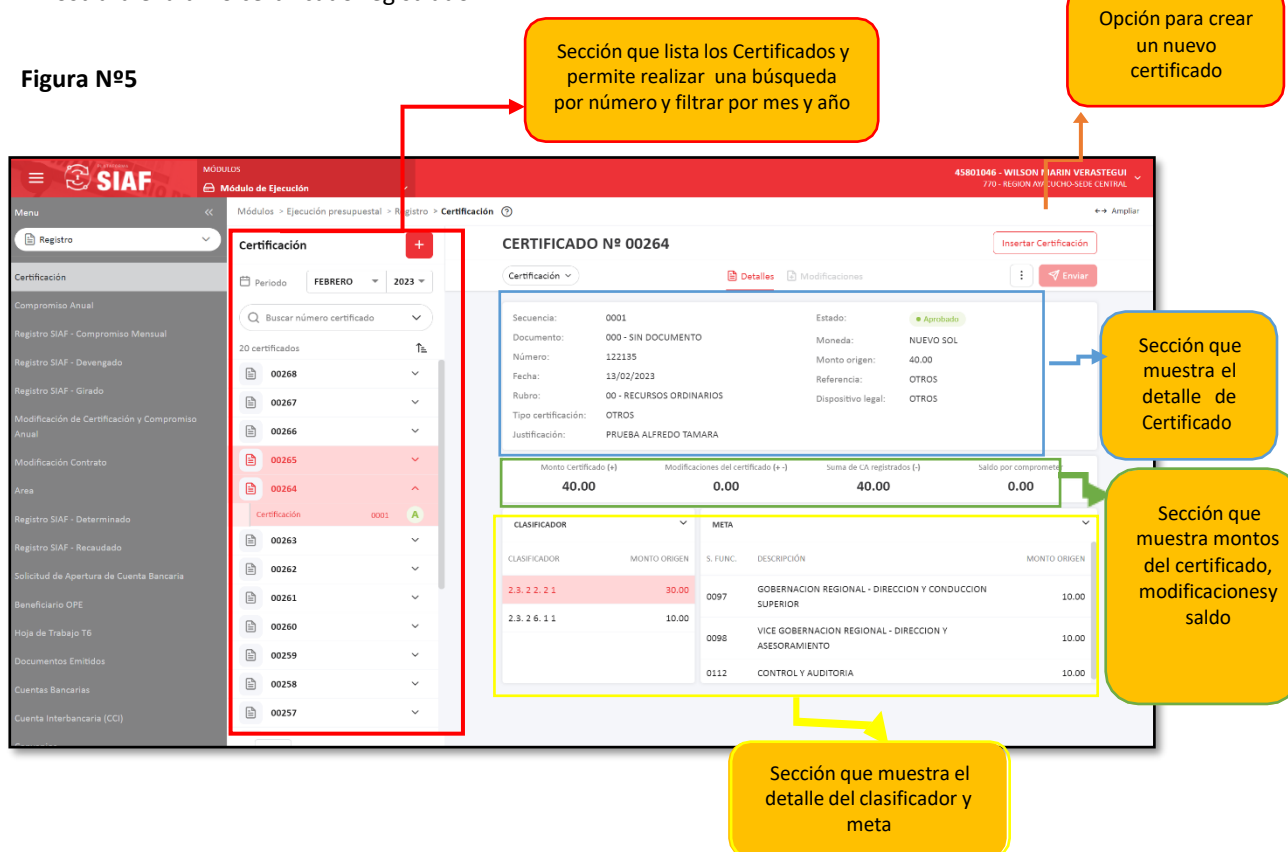 Opción para crear
un nuevo
certificado
Sección que lista los Certificados y
permite realizar una búsqueda
por número y filtrar por mes y año
Figura Nº5
SIAF
MÓDULOS
Módulo de Ejecución
45801046 - WILSON MARIN VERASTEGUI
770 - REGION AYACUCHO-SEDE CENTRAL
Menu
Módulos > Ejecución presupuestal > Registro > Certificación
Ampliar
Registro
Certificación
Compromiso Anual
Registro SIAF - Compromiso Mensual
Registro SIAF - Devengado
Registro SIAF - Girado
Modificación de Certificación y Compromiso
Anual
Modificación Contrato
Area
Registro SIAF - Determinado
Registro SIAF - Recaudado
Solicitud de Apertura de Cuenta Bancaria
Beneficiario OPE
Hoja de Trabajo T6
Documentos Emitidos
Cuentas Bancarias
Cuenta Interbancaria (CCI)
Certificación +
Periodo FEBRERO 2023
Buscar número certificado
20 certificados
00268
00267
00266
00265
00264
Certificación 0001 A
00263
00262
00261
00260
00259
00258
00257
CERTIFICADO Nº 00264
Insertar Certificación
Certificación
Detalles
Modificaciones
Enviar
Secuencia: 0001
Documento: 000 - SIN DOCUMENTO
Número: 122135
Fecha: 13/02/2023
Rubro: 00 - RECURSOS ORDINARIOS
Tipo certificación: OTROS
Justificación: PRUEBA ALFREDO TAMARA
Estado: Aprobado
Moneda: NUEVO SOL
Monto origen: 40.00
Referencia: OTROS
Dispositivo legal: OTROS
Monto Certificado (+) Modificaciones del certificado (+ -) Suma de CA registrados (-) Saldo por comprometer
40.00 0.00 40.00 0.00
CLASIFICADOR
CLASIFICADOR MONTO ORIGEN
2.3. 2 2. 2 1 30.00
2.3. 2 6. 1 1 10.00
META
S. FUNC. DESCRIPCIÓN MONTO ORIGEN
0097 GOBERNACION REGIONAL - DIRECCION Y CONDUCCION
SUPERIOR 10.00
0098 VICE GOBERNACION REGIONAL - DIRECCION Y
ASESORAMIENTO 10.00
0112 CONTROL Y AUDITORIA 10.00
Sección que
muestra el
detalle de
Certificado
Sección que
muestra montos
del certificado,
modificacionesy
saldo
Sección que muestra el
detalle del clasificador y
meta